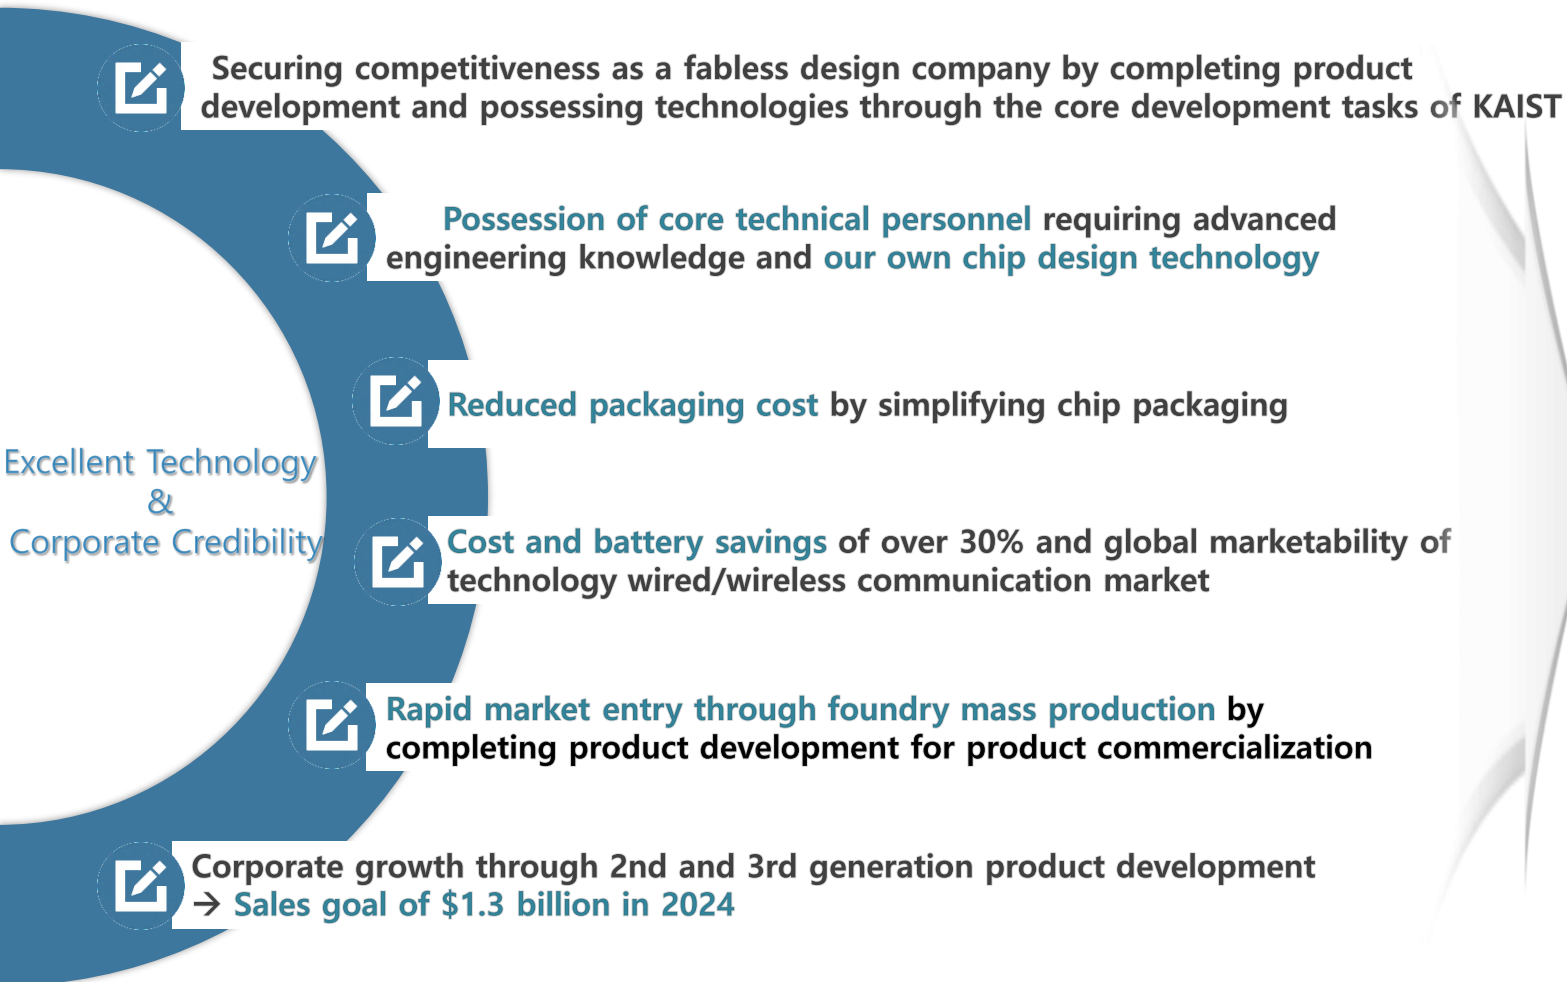 Securing competitiveness as a fabless design company by completing product
development and possessing technologies through the core development tasks of KAIST
Possession of core technical personnel requiring advanced
engineering knowledge and our own chip design technology
Reduced packaging cost by simplifying chip packaging
Excellent Technology
&
Corporate Credibility
Cost and battery savings of over 30% and global marketability of
technology wired/wireless communication market
Rapid market entry through foundry mass production by
completing product development for product commercialization
Corporate growth through 2nd and 3rd generation product development
→ Sales goal of $1.3 billion in 2024